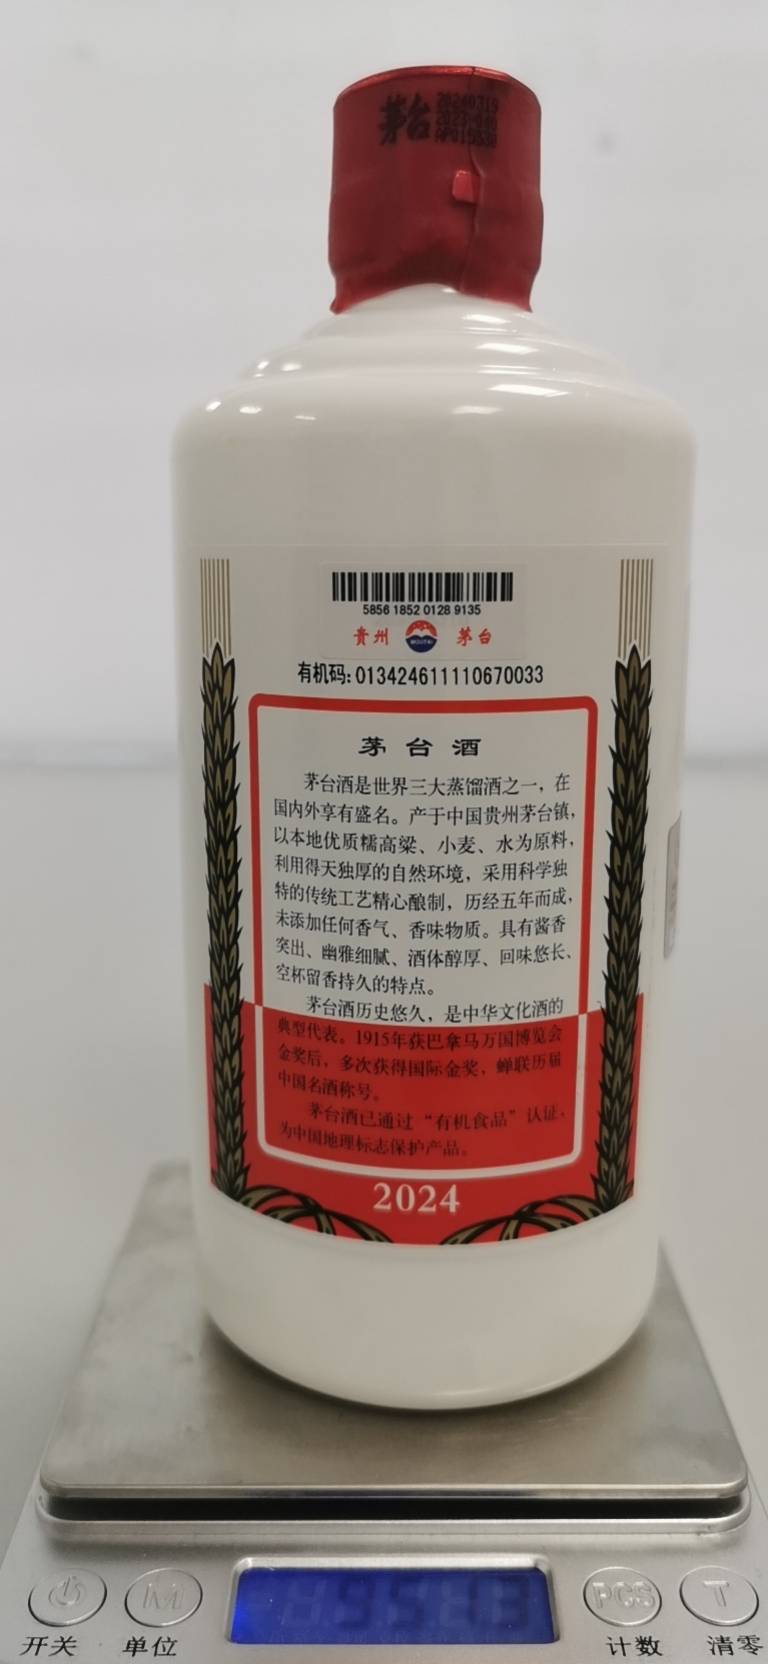 茅台
20240319
5856 1852 0128 9135
贵州 MOUTAI 茅台
有机码:013424611110670033
茅台酒
茅台酒是世界三大蒸馏酒之一，在
国内外享有盛名。产于中国贵州茅台镇，
以本地优质糯高粱、小麦、水为原料，
利用得天独厚的自然环境，采用科学独
特的传统工艺精心酿制，历经五年而成，
未添加任何香气、香味物质。具有酱香
突出、幽雅细腻、酒体醇厚、回味悠长、
空杯留香持久的特点。
茅台酒历史悠久，是中华文化酒的
典型代表。1915年获巴拿马万国博览会
金奖后，多次获得国际金奖，蝉联历届
中国名酒称号。
茅台酒已通过“有机食品”认证，
为中国地理标志保护产品。
2024
M PCS T
开关 单位 计数 清零